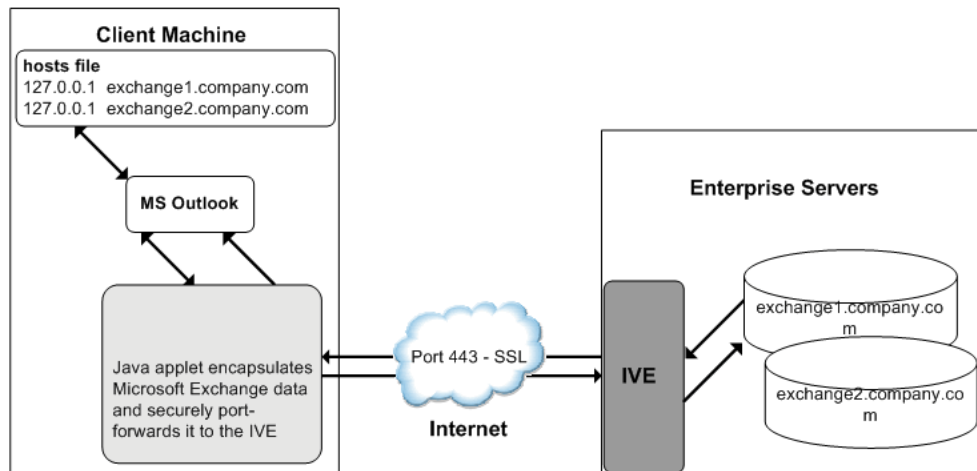 Client Machine
hosts file
127.0.0.1 exchange1.company.com
127.0.0.1 exchange2.company.com
MS Outlook
Java applet encapsulates
Microsoft Exchange data
and securely port-
forwards it to the IVE
Port 443 - SSL
Internet
Enterprise Servers
IVE
exchange1.company.co
m
exchange2.company.co
m